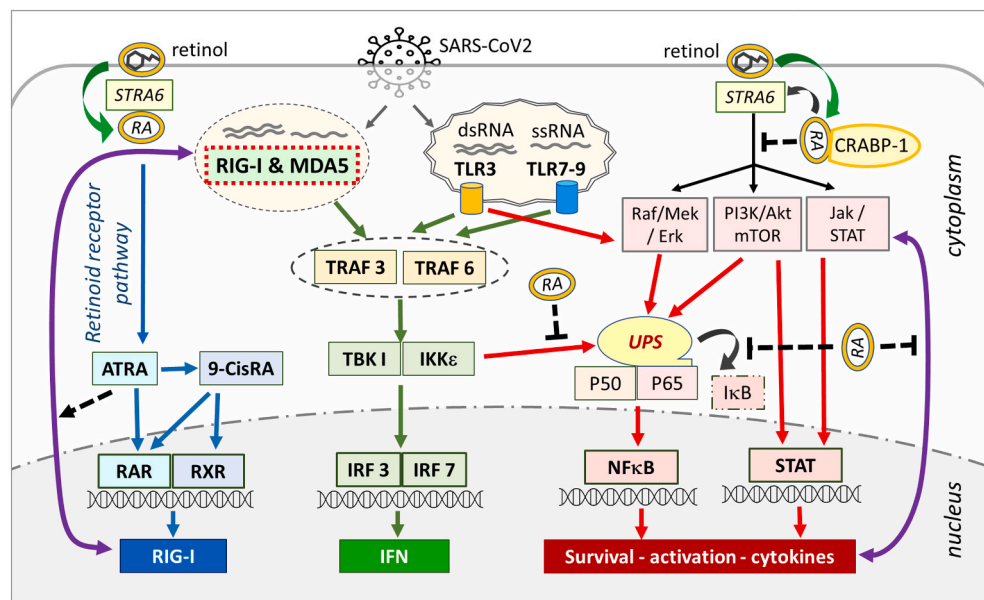 retinol
SARS-CoV2
retinol
STRA6
RA
dsRNA ssRNA
TLR3 TLR7-9
RIG-I & MDA5
STRA6
RA
CRABP-1
Retinoid receptor
pathway
Raf/Mek
/ Erk
PI3K/Akt
mTOR
Jak /
STAT
cytoplasm
TRAF 3 TRAF 6
RA
TBK I IKKε
UPS
P50 P65
IκB
RA
ATRA 9-CisRA
RAR RXR
IRF 3 IRF 7
NFκB
STAT
nucleus
RIG-I
IFN
Survival - activation - cytokines